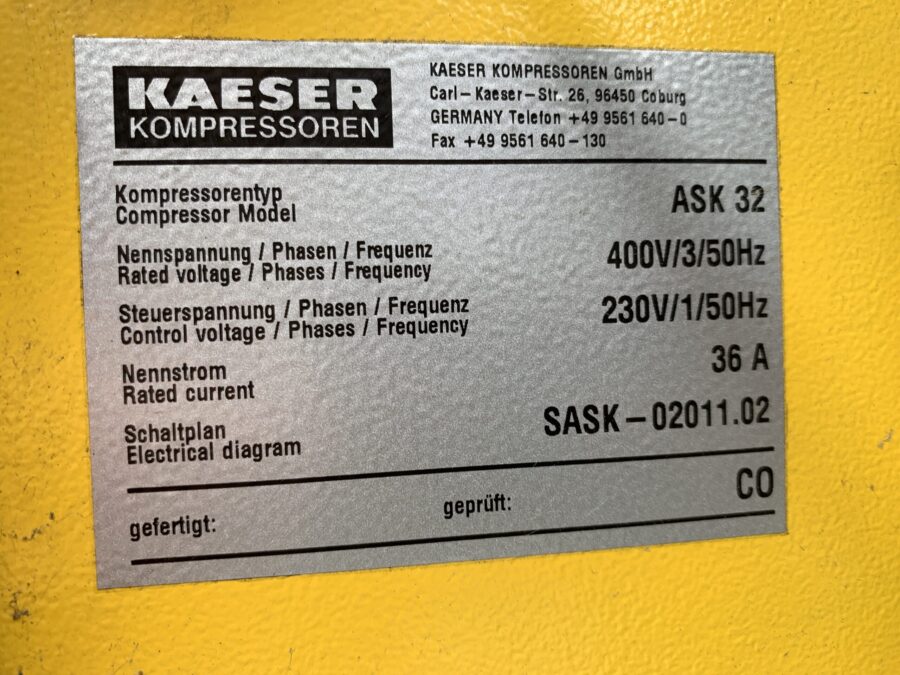 KAESER
KOMPRESSOREN
KAESER KOMPRESSOREN GmbH
Carl-Kaeser-Str. 26, 96450 Coburg
GERMANY Telefon +49 9561 640-0
Fax +49 9561 640-130
Kompressorentyp
Compressor Model
ASK 32
Nennspannung / Phasen / Frequenz
Rated voltage / Phases / Frequency
400V/3/50Hz
Steuerspannung / Phasen / Frequenz
Control voltage / Phases / Frequency
230V/1/50Hz
Nennstrom
Rated current
36 A
Schaltplan
Electrical diagram
SASK-02011.02
gefertigt:
geprüft:
CO